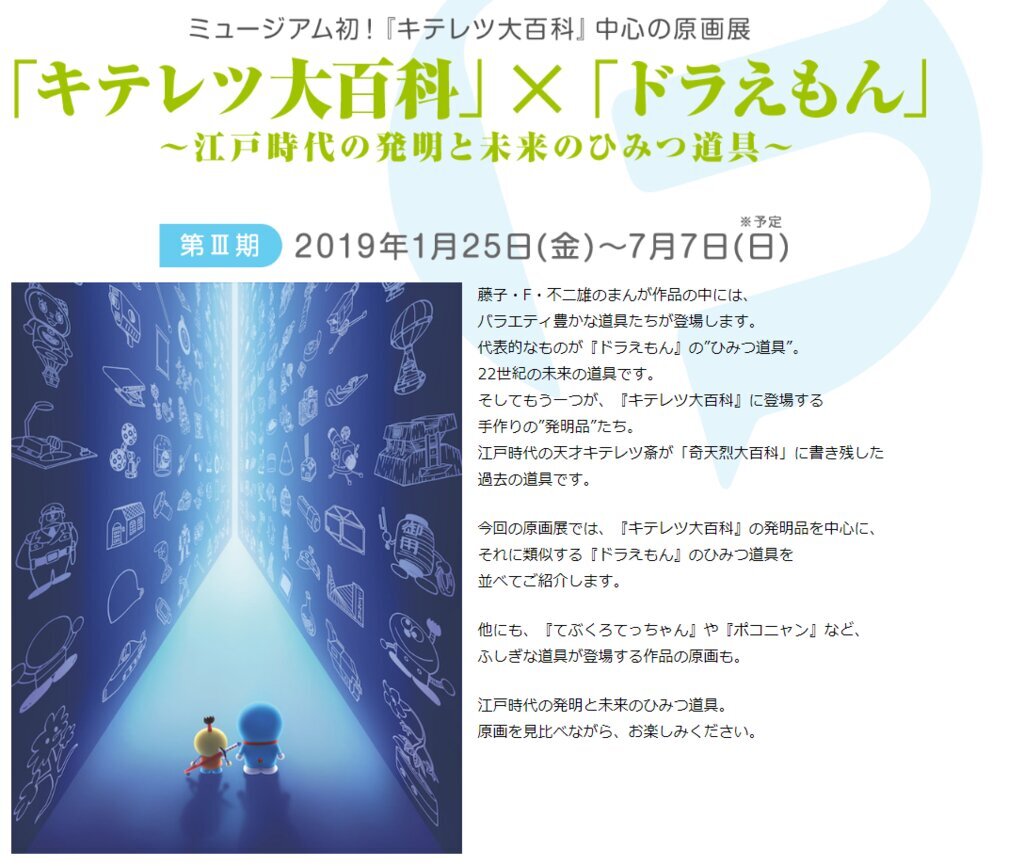 ミュージアム初！『キテレツ大百科』中心の原画展
「キテレツ大百科」×「ドラえもん」
～江戸時代の発明と未来のひみつ道具～
※予定
第Ⅲ期 2019年1月25日(金)～7月7日(日)
藤子・F・不二雄のまんが作品の中には、
バラエティ豊かな道具たちが登場します。
代表的なものが『ドラえもん』の”ひみつ道具”。
22世紀の未来の道具です。
そしてもう一つが、『キテレツ大百科』に登場する
手作りの”発明品”たち。
江戸時代の天才キテレツ斎が「奇天烈大百科」に書き残した
過去の道具です。
今回の原画展では、『キテレツ大百科』の発明品を中心に、
それに類似する『ドラえもん』のひみつ道具を
並べてご紹介します。
他にも、『てぶくろてっちゃん』や『ポコニャン』など、
ふしぎな道具が登場する作品の原画も。
江戸時代の発明と未来のひみつ道具。
原画を見比べながら、お楽しみください。
御用